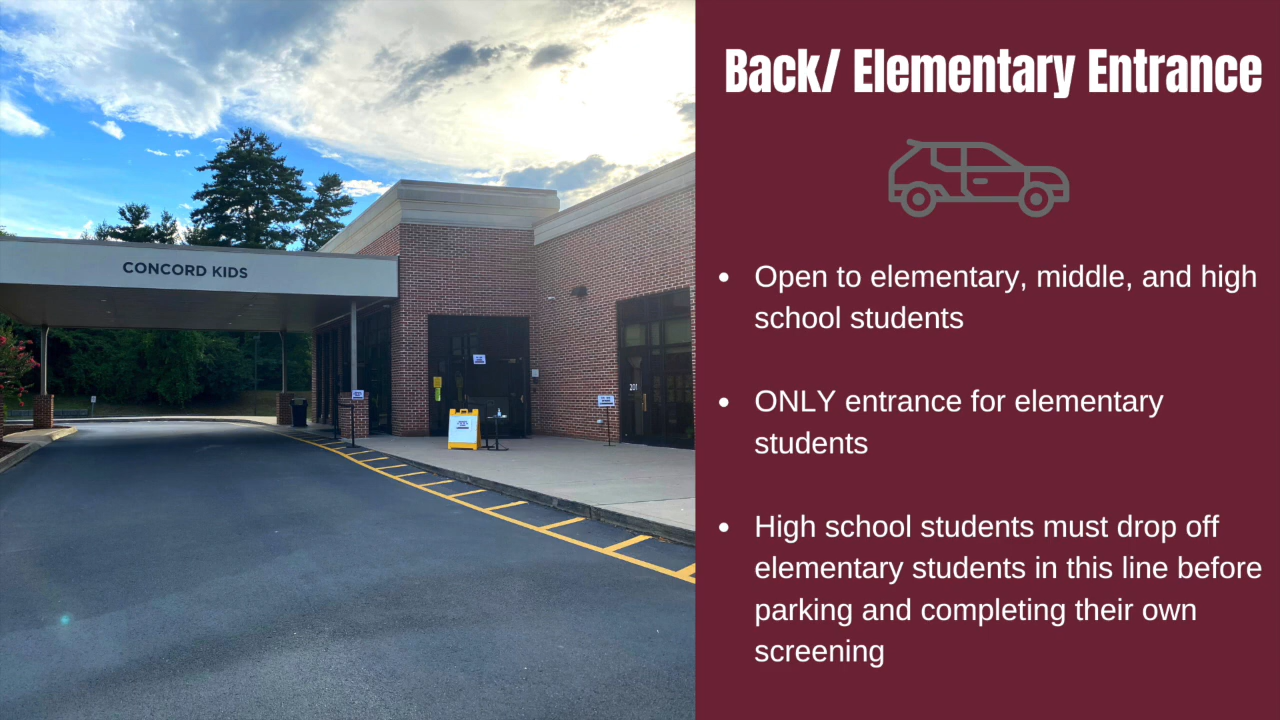 Back/ Elementary Entrance
CONCORD KIDS
201
• Open to elementary, middle, and high
school students
• ONLY entrance for elementary
students
• High school students must drop off
elementary students in this line before
parking and completing their own
screening